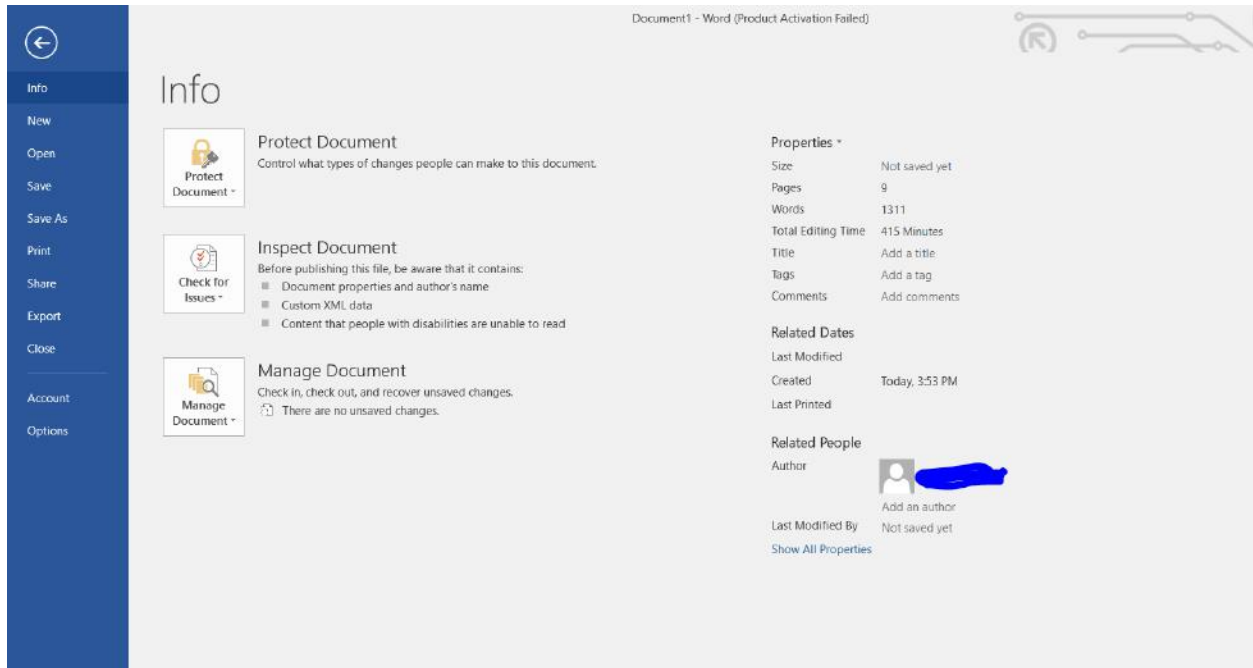 Document1 - Word (Product Activation Failed)
Info
New
Open
Save
Save As
Print
Share
Export
Close
Account
Options
Info
Protect Document
Protect Document
Control what types of changes people can make to this document.
Check for Issues
Inspect Document
Before publishing this file, be aware that it contains:
Document properties and author's name
Custom XML data
Content that people with disabilities are unable to read
Manage Document
Manage Document
Check in, check out, and recover unsaved changes.
There are no unsaved changes.
Properties
Size Not saved yet
Pages 9
Words 1311
Total Editing Time 415 Minutes
Title Add a title
Tags Add a tag
Comments Add comments
Related Dates
Last Modified
Created Today, 3:53 PM
Last Printed
Related People
Author
Add an author
Last Modified By Not saved yet
Show All Properties